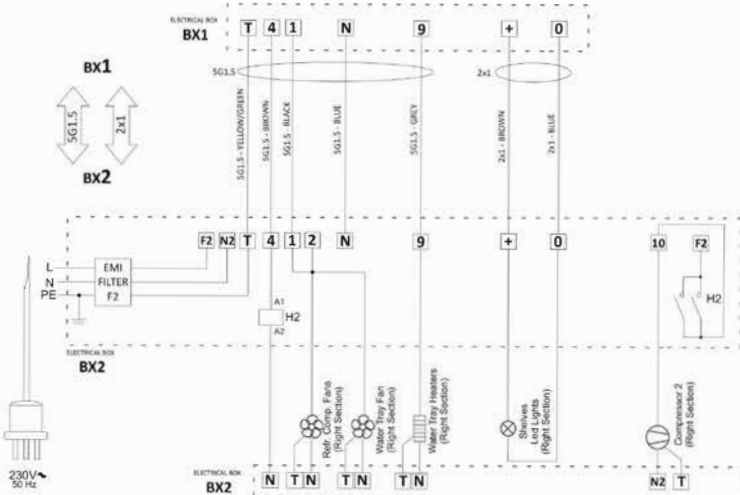 ELECTRICAL BOX
BX1
T 4 1 N 9 + 0
5G1.5
2x1
BX1
5G1.5
2x1
BX2
5G1.5 - YELLOW/GREEN
5G1.5 - BROWN
5G1.5 - BLACK
5G1.5 - BLUE
5G1.5 - GREY
2x1 - BROWN
2x1 - BLUE
F2 N2 T 4 1 2 N 9 + 0 10 F2
L
N
PE
EMI
FILTER
F2
A1
H2
A2
H2
ELECTRICAL BOX
BX2
Refr. Comp. Fans
(Right Section)
Water Tray Fan
(Right Section)
Water Tray Heaters
(Right Section)
Shelves
Led Lights
(Right Section)
Compressor 2
(Right Section)
230V~
50 Hz
ELECTRICAL BOX
BX2
N T N T N T N N2 T